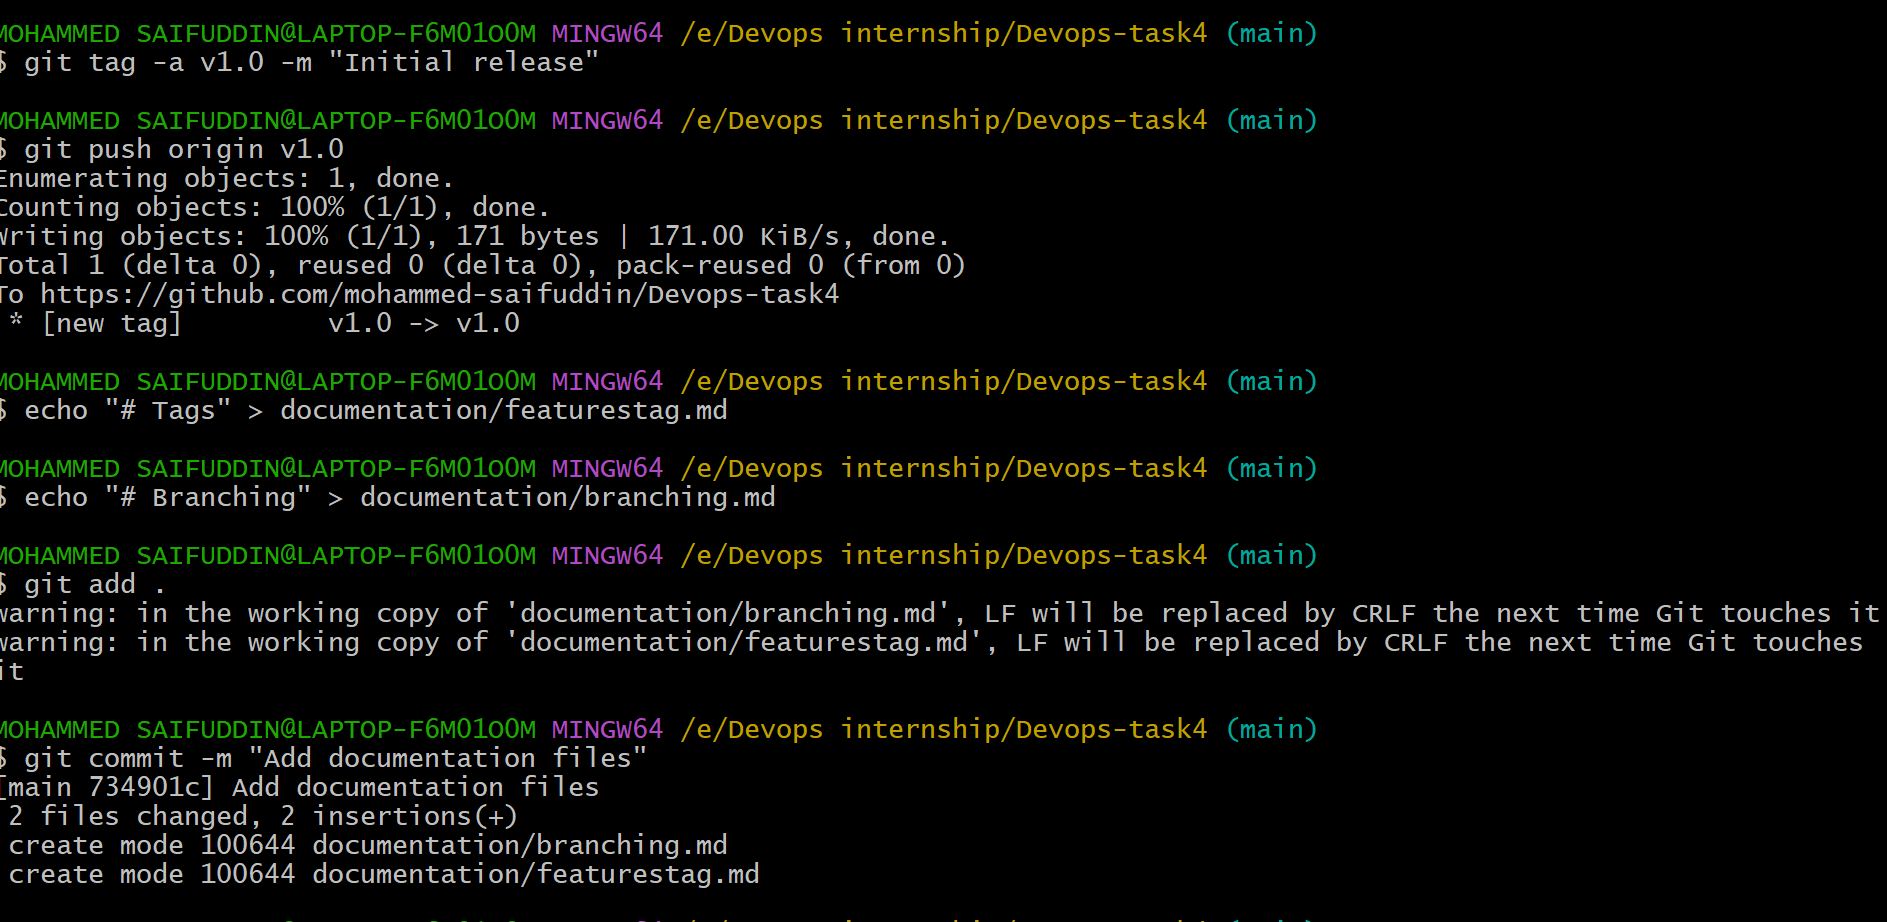 MOHAMMED SAIFUDDIN@LAPTOP-F6M01O0M MINGW64 /e/Devops internship/Devops-task4 (main)
$ git tag -a v1.0 -m "Initial release"
MOHAMMED SAIFUDDIN@LAPTOP-F6M01O0M MINGW64 /e/Devops internship/Devops-task4 (main)
$ git push origin v1.0
Enumerating objects: 1, done.
Counting objects: 100% (1/1), done.
Writing objects: 100% (1/1), 171 bytes | 171.00 KiB/s, done.
Total 1 (delta 0), reused 0 (delta 0), pack-reused 0 (from 0)
To https://github.com/mohammed-saifuddin/Devops-task4
 * [new tag]         v1.0 -> v1.0
MOHAMMED SAIFUDDIN@LAPTOP-F6M01O0M MINGW64 /e/Devops internship/Devops-task4 (main)
$ echo "# Tags" > documentation/featurestag.md
MOHAMMED SAIFUDDIN@LAPTOP-F6M01O0M MINGW64 /e/Devops internship/Devops-task4 (main)
$ echo "# Branching" > documentation/branching.md
MOHAMMED SAIFUDDIN@LAPTOP-F6M01O0M MINGW64 /e/Devops internship/Devops-task4 (main)
$ git add .
warning: in the working copy of 'documentation/branching.md', LF will be replaced by CRLF the next time Git touches it
warning: in the working copy of 'documentation/featurestag.md', LF will be replaced by CRLF the next time Git touches
it
MOHAMMED SAIFUDDIN@LAPTOP-F6M01O0M MINGW64 /e/Devops internship/Devops-task4 (main)
$ git commit -m "Add documentation files"
[main 734901c] Add documentation files
 2 files changed, 2 insertions(+)
 create mode 100644 documentation/branching.md
 create mode 100644 documentation/featurestag.md